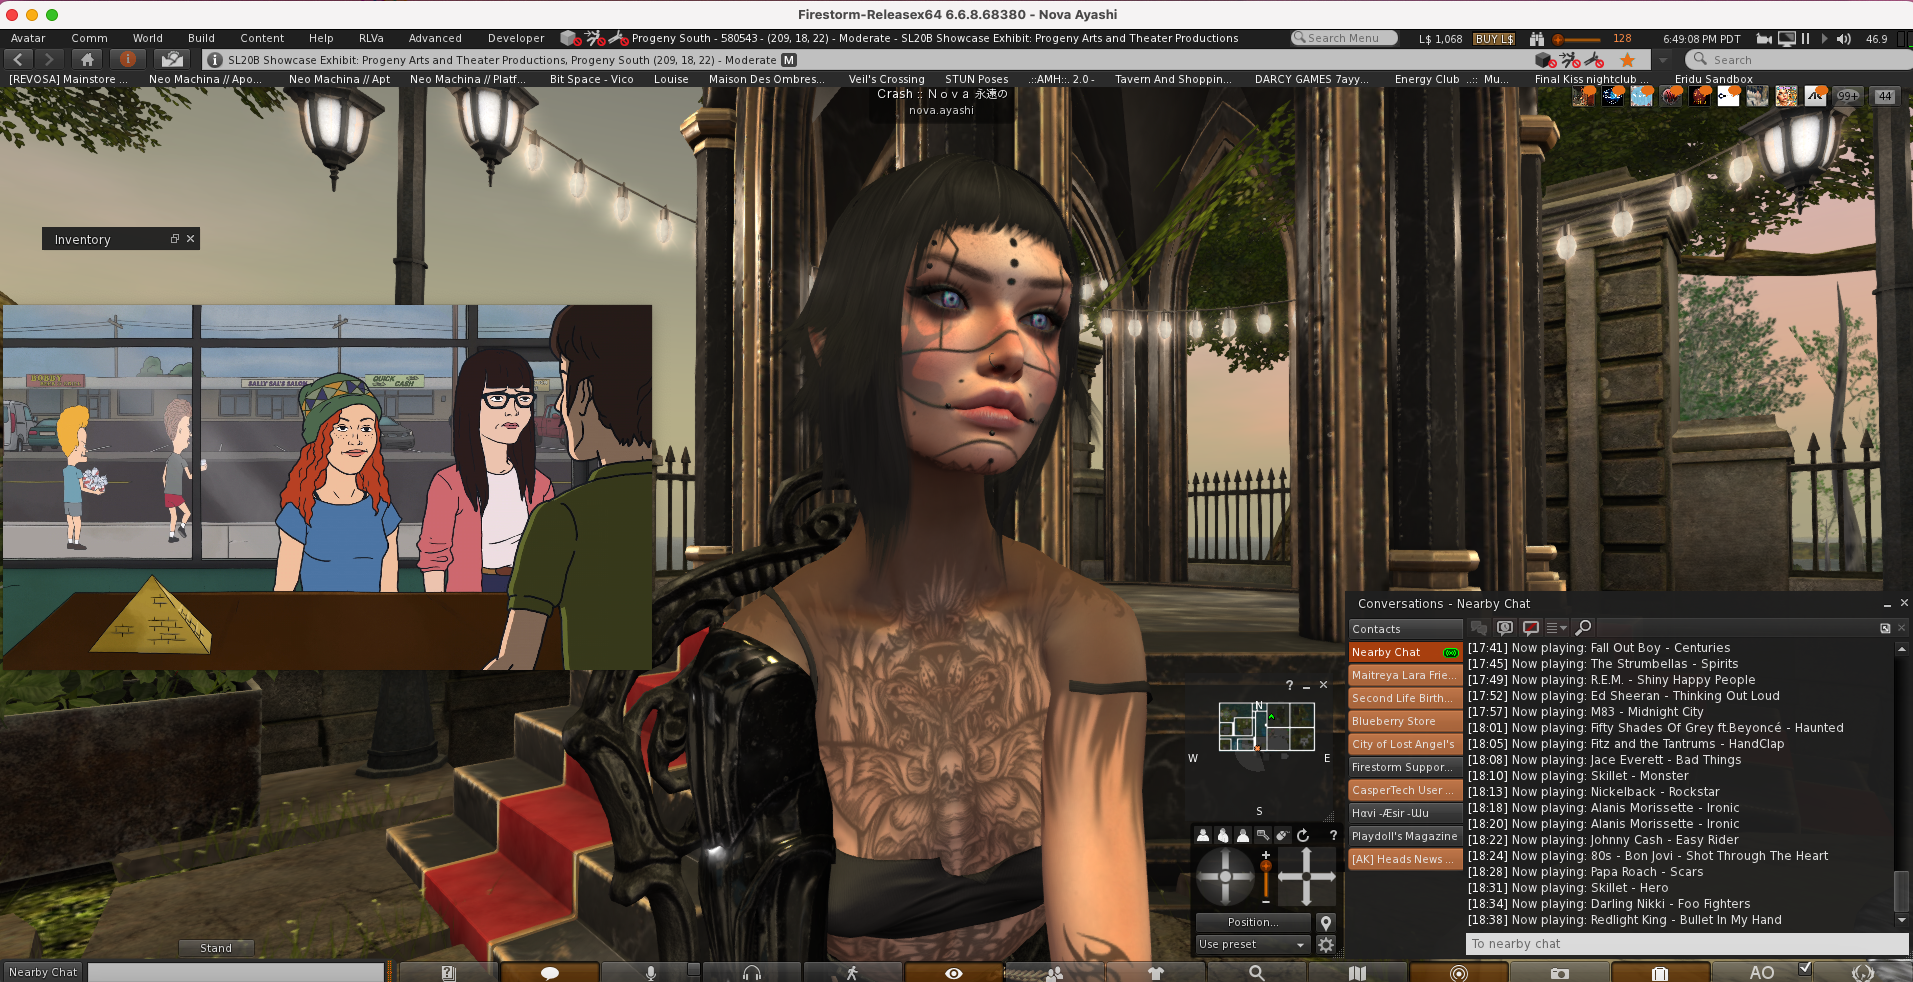 Firestorm-Releasex64 6.6.8.68380 - Nova Ayashi
Avatar Comm World Build Content Help RLVa Advanced Developer Progeny South - 580543 - (209, 18, 22) - Moderate - SL20B Showcase Exhibit: Progeny Arts and Theater Productions Search Menu L$ 1,068 BUY L$ 128 6:49:08 PM PDT 46.9
SL20B Showcase Exhibit: Progeny Arts and Theater Productions, Progeny South (209, 18, 22) - Moderate M Search
[REVOSA] Mainstore ... Neo Machina // Apo... Neo Machina // Apt Neo Machina // Platf... Bit Space - Vico Louise Maison Des Ombres... Veil's Crossing STUN Poses .::AMH::. 2.0 - Tavern And Shoppin... DARCY GAMES 7ayy... Energy Club ..:: Mu... Final Kiss nightclub ... Eridu Sandbox
Crash :: Ｎｏｖａ 永遠の
nova.ayashi
99+ 44
Inventory
SALLY SAL'S SALON
QUICK CASH
Conversations - Nearby Chat
Contacts
Nearby Chat
Maitreya Lara Frie...
Second Life Birth...
Blueberry Store
City of Lost Angel's
Firestorm Suppor...
CasperTech User ...
Hαvi -Æsir -Ɯu
Playdoll's Magazine
[AK] Heads News ...
[17:41] Now playing: Fall Out Boy - Centuries
[17:45] Now playing: The Strumbellas - Spirits
[17:49] Now playing: R.E.M. - Shiny Happy People
[17:52] Now playing: Ed Sheeran - Thinking Out Loud
[17:57] Now playing: M83 - Midnight City
[18:01] Now playing: Fifty Shades Of Grey ft.Beyoncé - Haunted
[18:05] Now playing: Fitz and the Tantrums - HandClap
[18:08] Now playing: Jace Everett - Bad Things
[18:10] Now playing: Skillet - Monster
[18:13] Now playing: Nickelback - Rockstar
[18:18] Now playing: Alanis Morissette - Ironic
[18:20] Now playing: Alanis Morissette - Ironic
[18:22] Now playing: Johnny Cash - Easy Rider
[18:24] Now playing: 80s - Bon Jovi - Shot Through The Heart
[18:28] Now playing: Papa Roach - Scars
[18:31] Now playing: Skillet - Hero
[18:34] Now playing: Darling Nikki - Foo Fighters
[18:38] Now playing: Redlight King - Bullet In My Hand
To nearby chat
N
W E
S
Position...
Use preset
Stand
Nearby Chat
AO